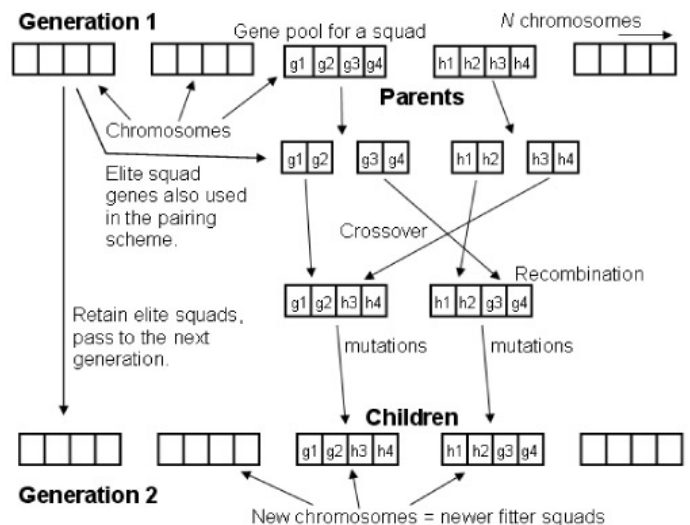 Generation 1
Gene pool for a squad
N chromosomes
g1 g2 g3 g4
h1 h2 h3 h4
Parents
Chromosomes
g1 g2
g3 g4
h1 h2
h3 h4
Elite squad
genes also used
in the pairing
scheme.
Crossover
Recombination
g1 g2 h3 h4
h1 h2 g3 g4
Retain elite squads,
pass to the next
generation.
mutations
mutations
Children
g1 g2 h3 h4
h1 h2 g3 g4
Generation 2
New chromosomes = newer fitter squads